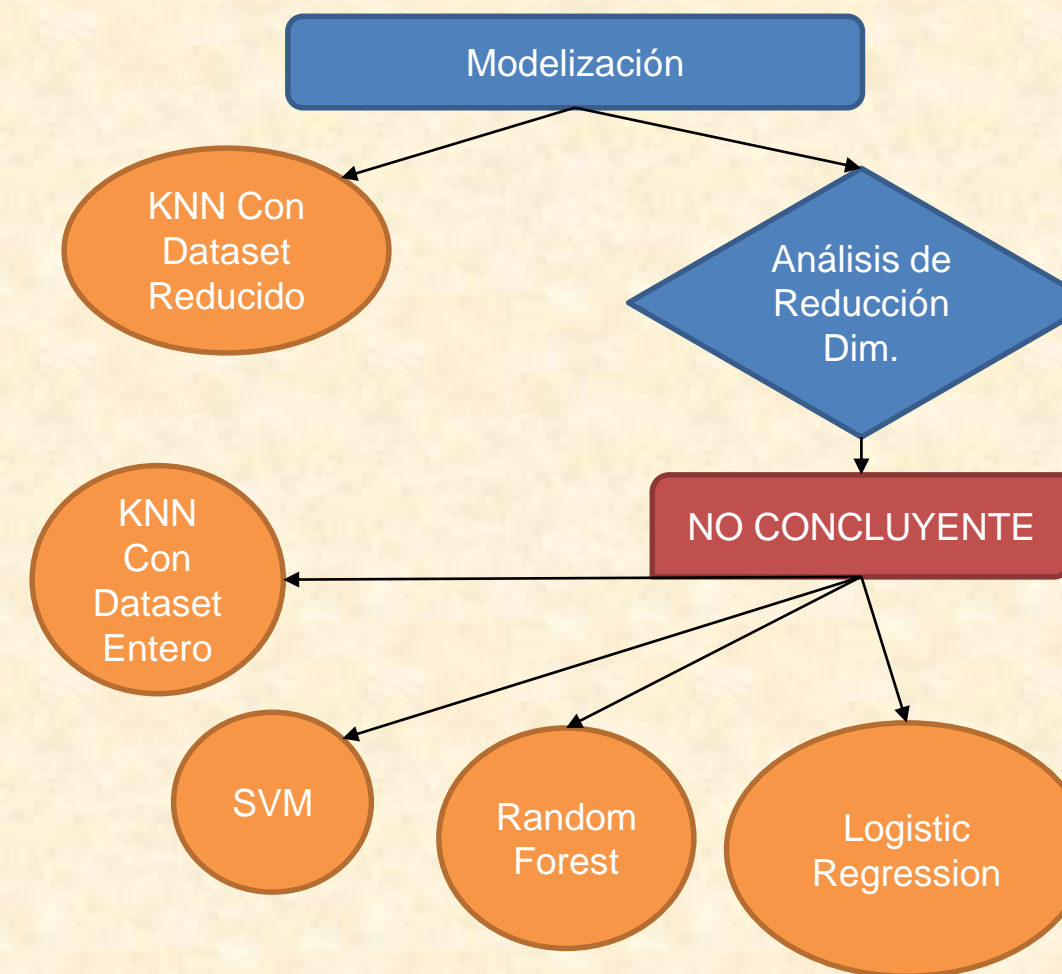 Modelización
KNN Con
Dataset
Reducido
Análisis de
Reducción
Dim.
NO CONCLUYENTE
KNN
Con
Dataset
Entero
SVM
Random
Forest
Logistic
Regression